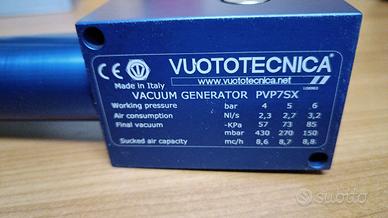 CE
VUOTOTECNICA®
www.vuototecnica.net
Made in Italy
VACUUM GENERATOR PVP7SX
Working pressure bar 4 5 6
Air consumption Nl/s 2,3 2,7 3,2
Final vacuum -KPa 57 73 85
mbar 430 270 150
Sucked air capacity mc/h 8,6 8,7 8,8
subito